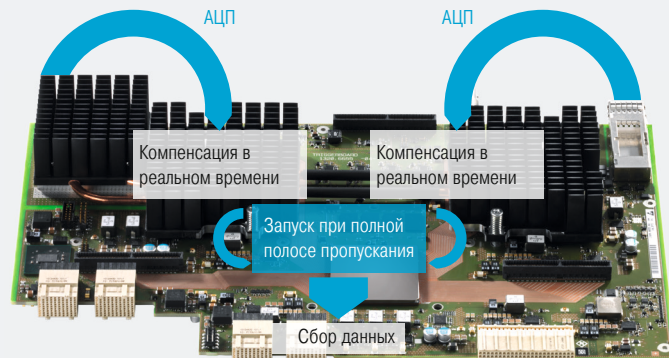 АЦП
АЦП
Компенсация в
реальном времени
Компенсация в
реальном времени
Запуск при полной
полосе пропускания
Сбор данных